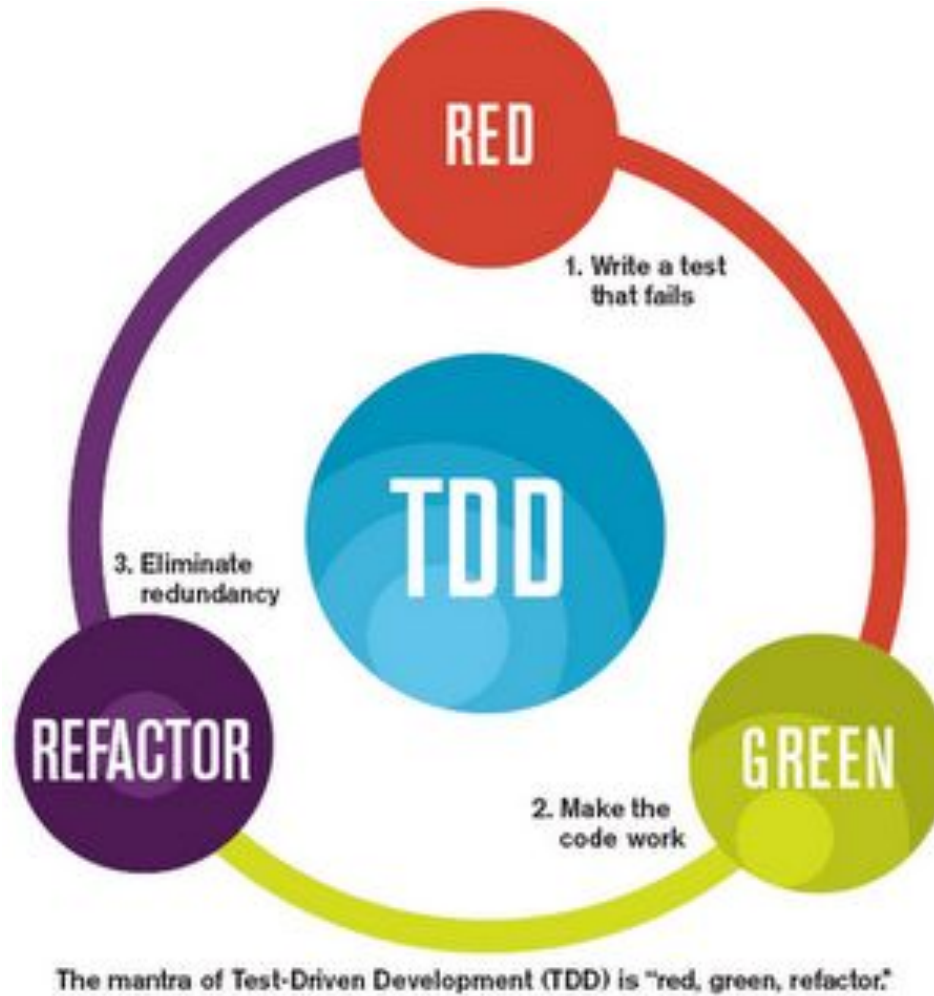 RED
1. Write a test
that fails
TDD
3. Eliminate
redundancy
REFACTOR
GREEN
2. Make the
code work
The mantra of Test-Driven Development (TDD) is “red, green, refactor.”